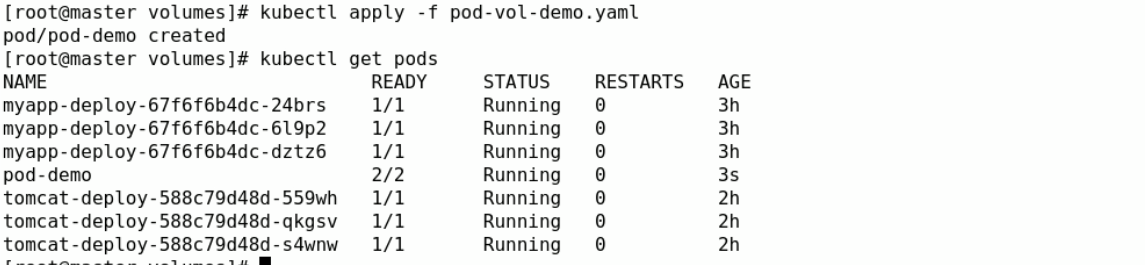 [root@master volumes]# kubectl apply -f pod-vol-demo.yaml
pod/pod-demo created
[root@master volumes]# kubectl get pods
NAME READY STATUS RESTARTS AGE
myapp-deploy-67f6f6b4dc-24brs 1/1 Running 0 3h
myapp-deploy-67f6f6b4dc-6l9p2 1/1 Running 0 3h
myapp-deploy-67f6f6b4dc-dztz6 1/1 Running 0 3h
pod-demo 2/2 Running 0 3s
tomcat-deploy-588c79d48d-559wh 1/1 Running 0 2h
tomcat-deploy-588c79d48d-qkgsv 1/1 Running 0 2h
tomcat-deploy-588c79d48d-s4wnw 1/1 Running 0 2h
[root@master volumes]#